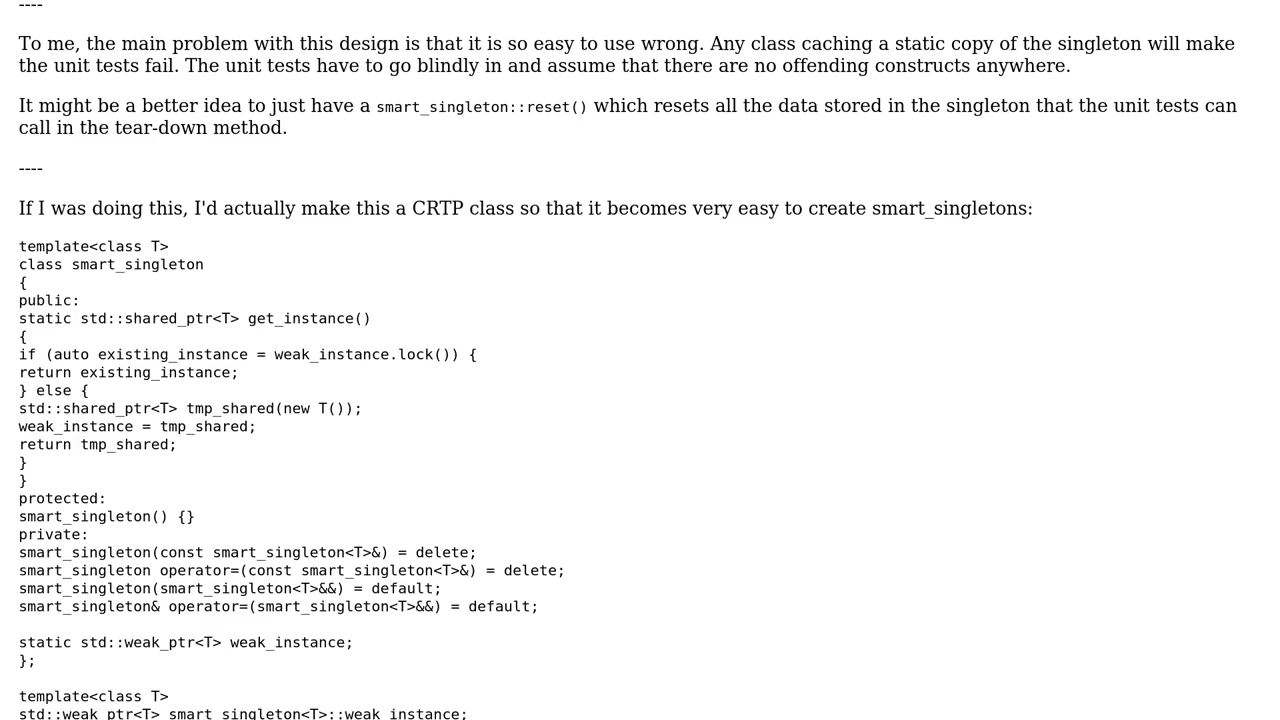 ----
To me, the main problem with this design is that it is so easy to use wrong. Any class caching a static copy of the singleton will make
the unit tests fail. The unit tests have to go blindly in and assume that there are no offending constructs anywhere.
It might be a better idea to just have a smart_singleton::reset() which resets all the data stored in the singleton that the unit tests can
call in the tear-down method.
----
If I was doing this, I'd actually make this a CRTP class so that it becomes very easy to create smart_singletons:
template<class T>
class smart_singleton
{
public:
static std::shared_ptr<T> get_instance()
{
if (auto existing_instance = weak_instance.lock()) {
return existing_instance;
} else {
std::shared_ptr<T> tmp_shared(new T());
weak_instance = tmp_shared;
return tmp_shared;
}
}
protected:
smart_singleton() {}
private:
smart_singleton(const smart_singleton<T>&) = delete;
smart_singleton operator=(const smart_singleton<T>&) = delete;
smart_singleton(smart_singleton<T>&&) = default;
smart_singleton& operator=(smart_singleton<T>&&) = default;
static std::weak_ptr<T> weak_instance;
};
template<class T>
std::weak_ptr<T> smart_singleton<T>::weak_instance;